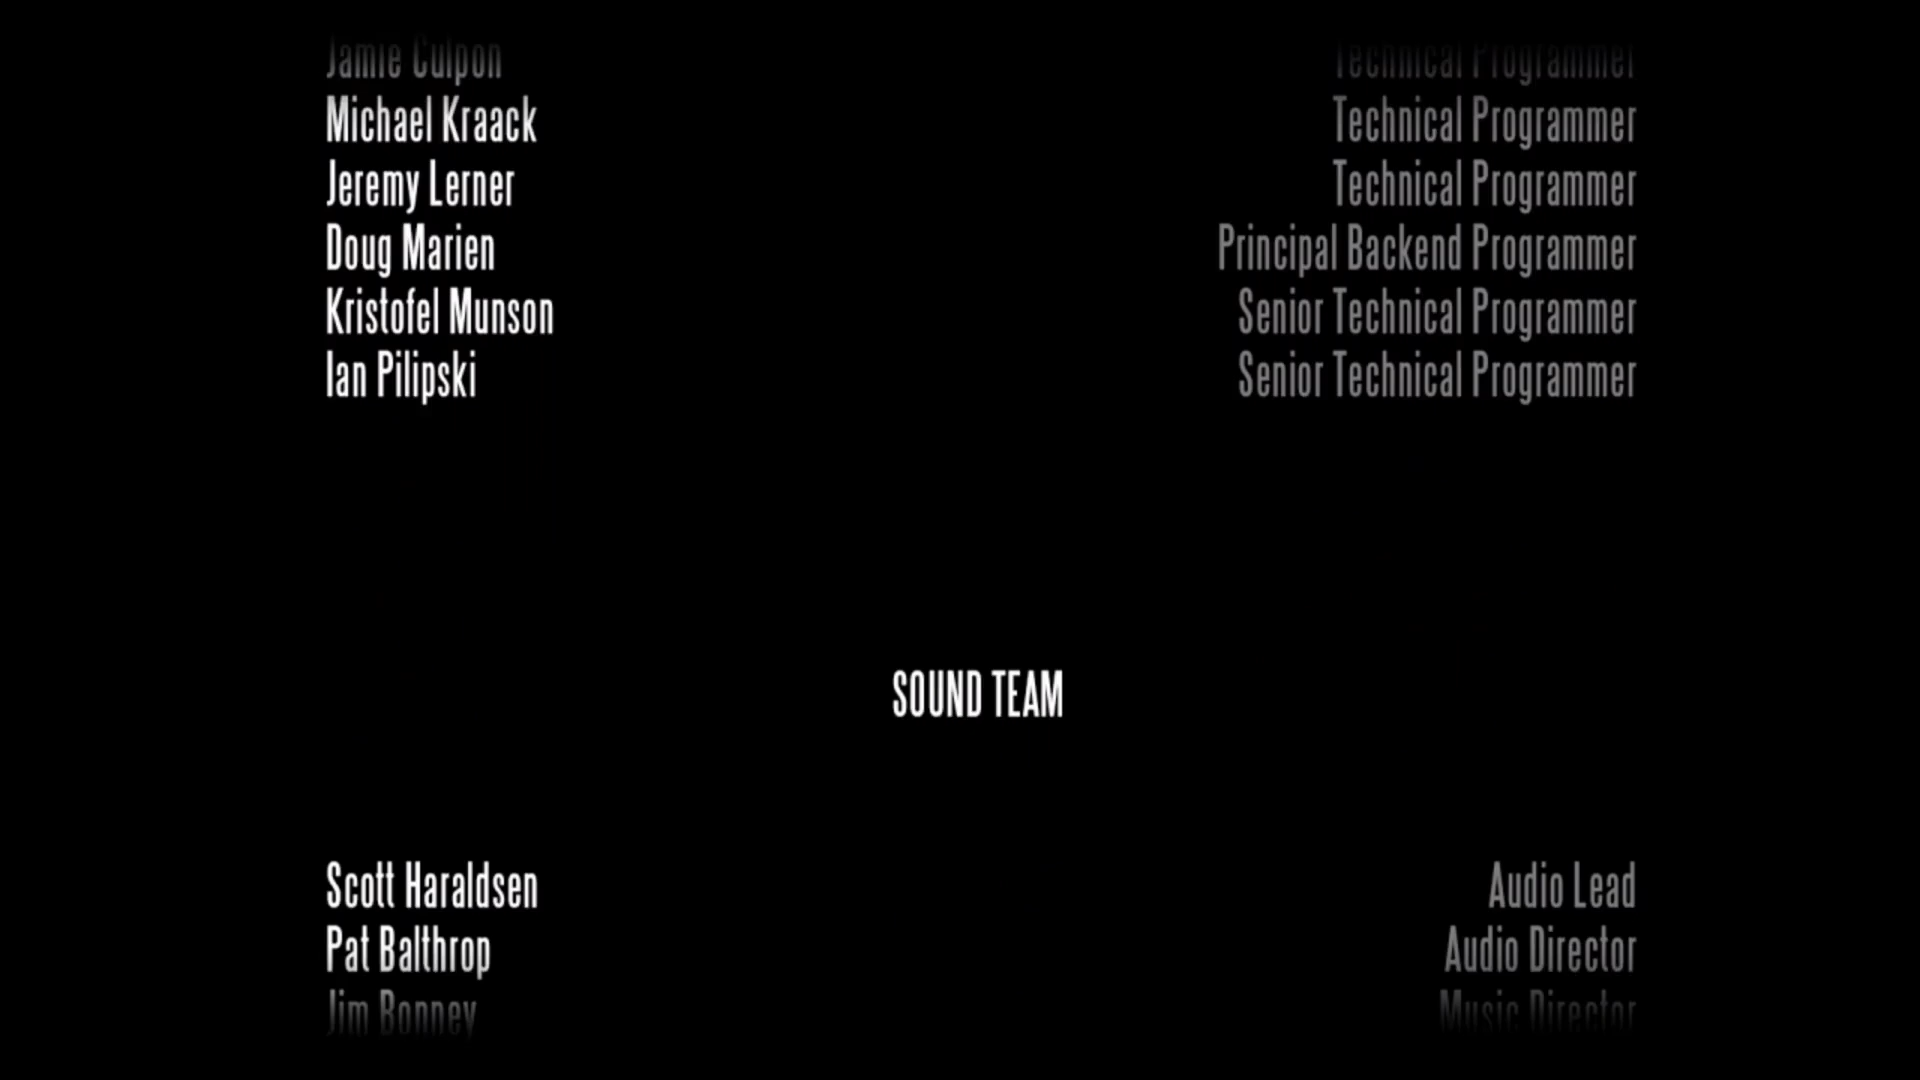 Jamie Culpon Technical Programmer
Michael Kraack Technical Programmer
Jeremy Lerner Technical Programmer
Doug Marien Principal Backend Programmer
Kristofel Munson Senior Technical Programmer
Ian Pilipski Senior Technical Programmer
SOUND TEAM
Scott Haraldsen Audio Lead
Pat Balthrop Audio Director
Jim Bonney Music Director